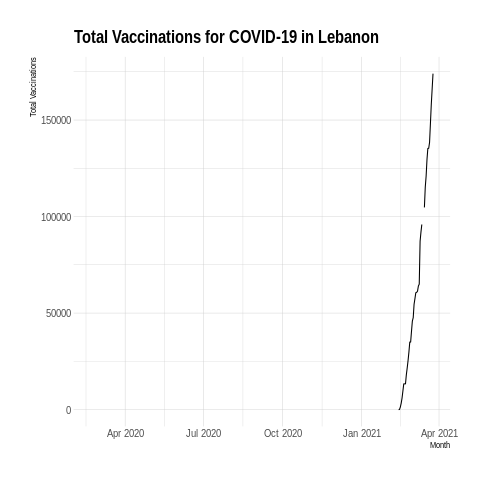 Total Vaccinations for COVID-19 in Lebanon
Total Vaccinations
150000
100000
50000
0
Apr 2020 Jul 2020 Oct 2020 Jan 2021 Apr 2021
Month